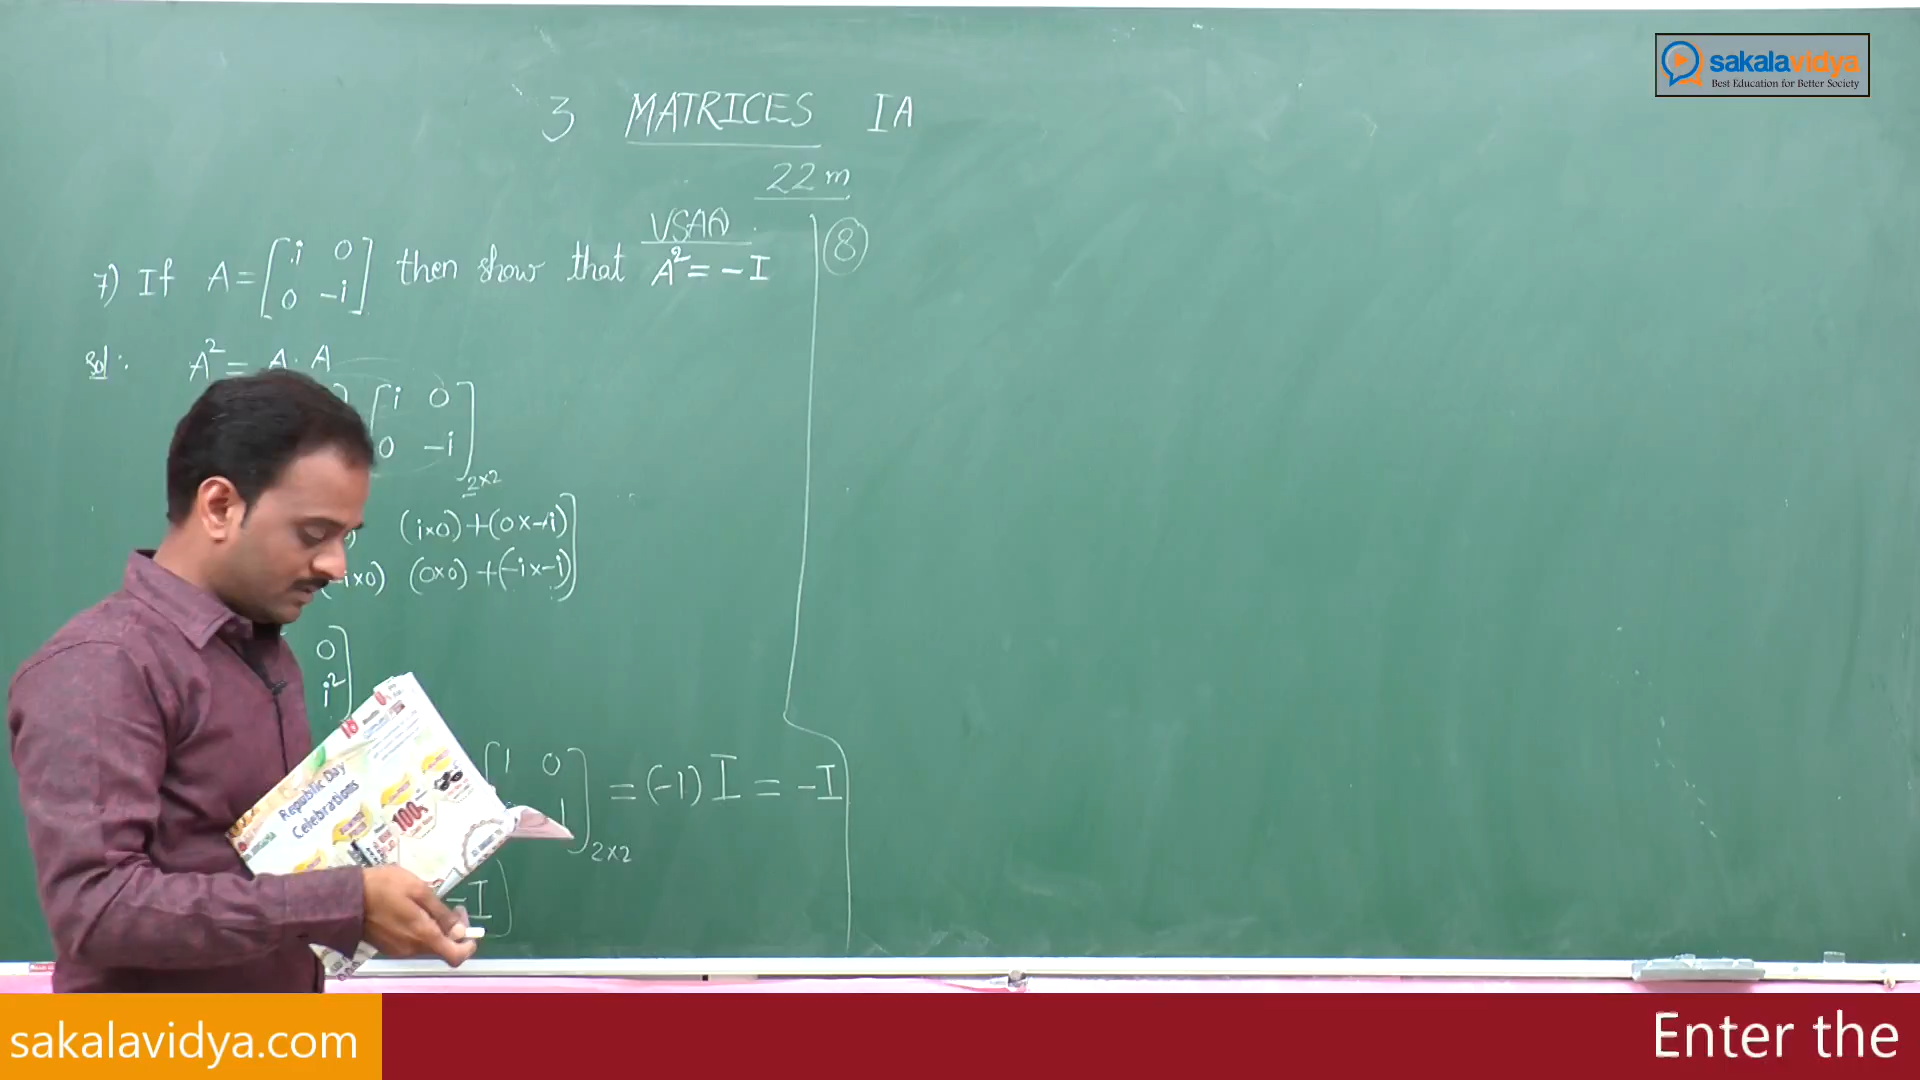 sakalavidya
Best Education for Better Society
3 MATRICES IA
22 m
VSAQ
7) If A = [i 0 0 -i] then show that A² = -I
Sol: A² = A. A
[i 0 0 -i] 2x2
(i×0)+(0×-i)
-i×0) (0×0)+(-i×-i)
0
i²
[1 0 1] 2x2 = (-1) I = -I
-I
8
Republic Day
Celebrations
100%
sakalavidya.com
Enter the